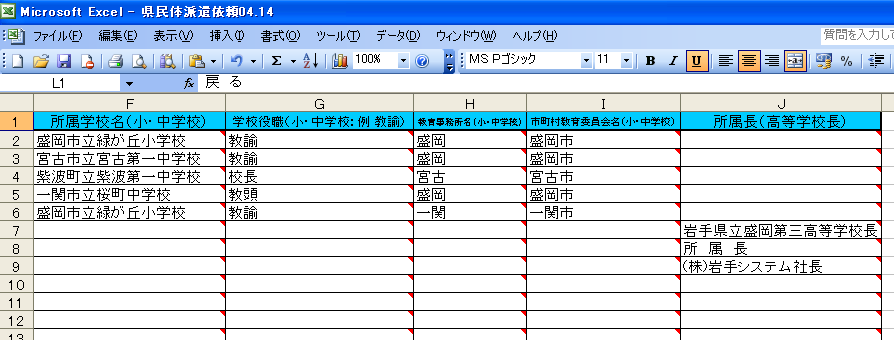 Microsoft Excel - 県民体派遣依頼04.14
ファイル(F) 編集(E) 表示(V) 挿入(I) 書式(O) ツール(T) データ(D) ウィンドウ(W) ヘルプ(H) 質問を入力して
100% MS Pゴシック 11 B I U %
L1 fx 戻 る
F G H I J
1 所属学校名(小・中学校) 学校役職(小・中学校:例 教諭) 教育事務所名(小・中学校) 市町村教育委員会名(小・中学校) 所属長(高等学校長)
2 盛岡市立緑が丘小学校 教諭 盛岡 盛岡市
3 宮古市立宮古第一中学校 教諭 盛岡 盛岡市
4 紫波町立紫波第一中学校 校長 宮古 宮古市
5 一関市立桜町中学校 教頭 盛岡 盛岡市
6 盛岡市立緑が丘小学校 教諭 一関 一関市
7 岩手県立盛岡第三高等学校長
8 所 属 長
9 (株)岩手システム社長
10
11
12
13